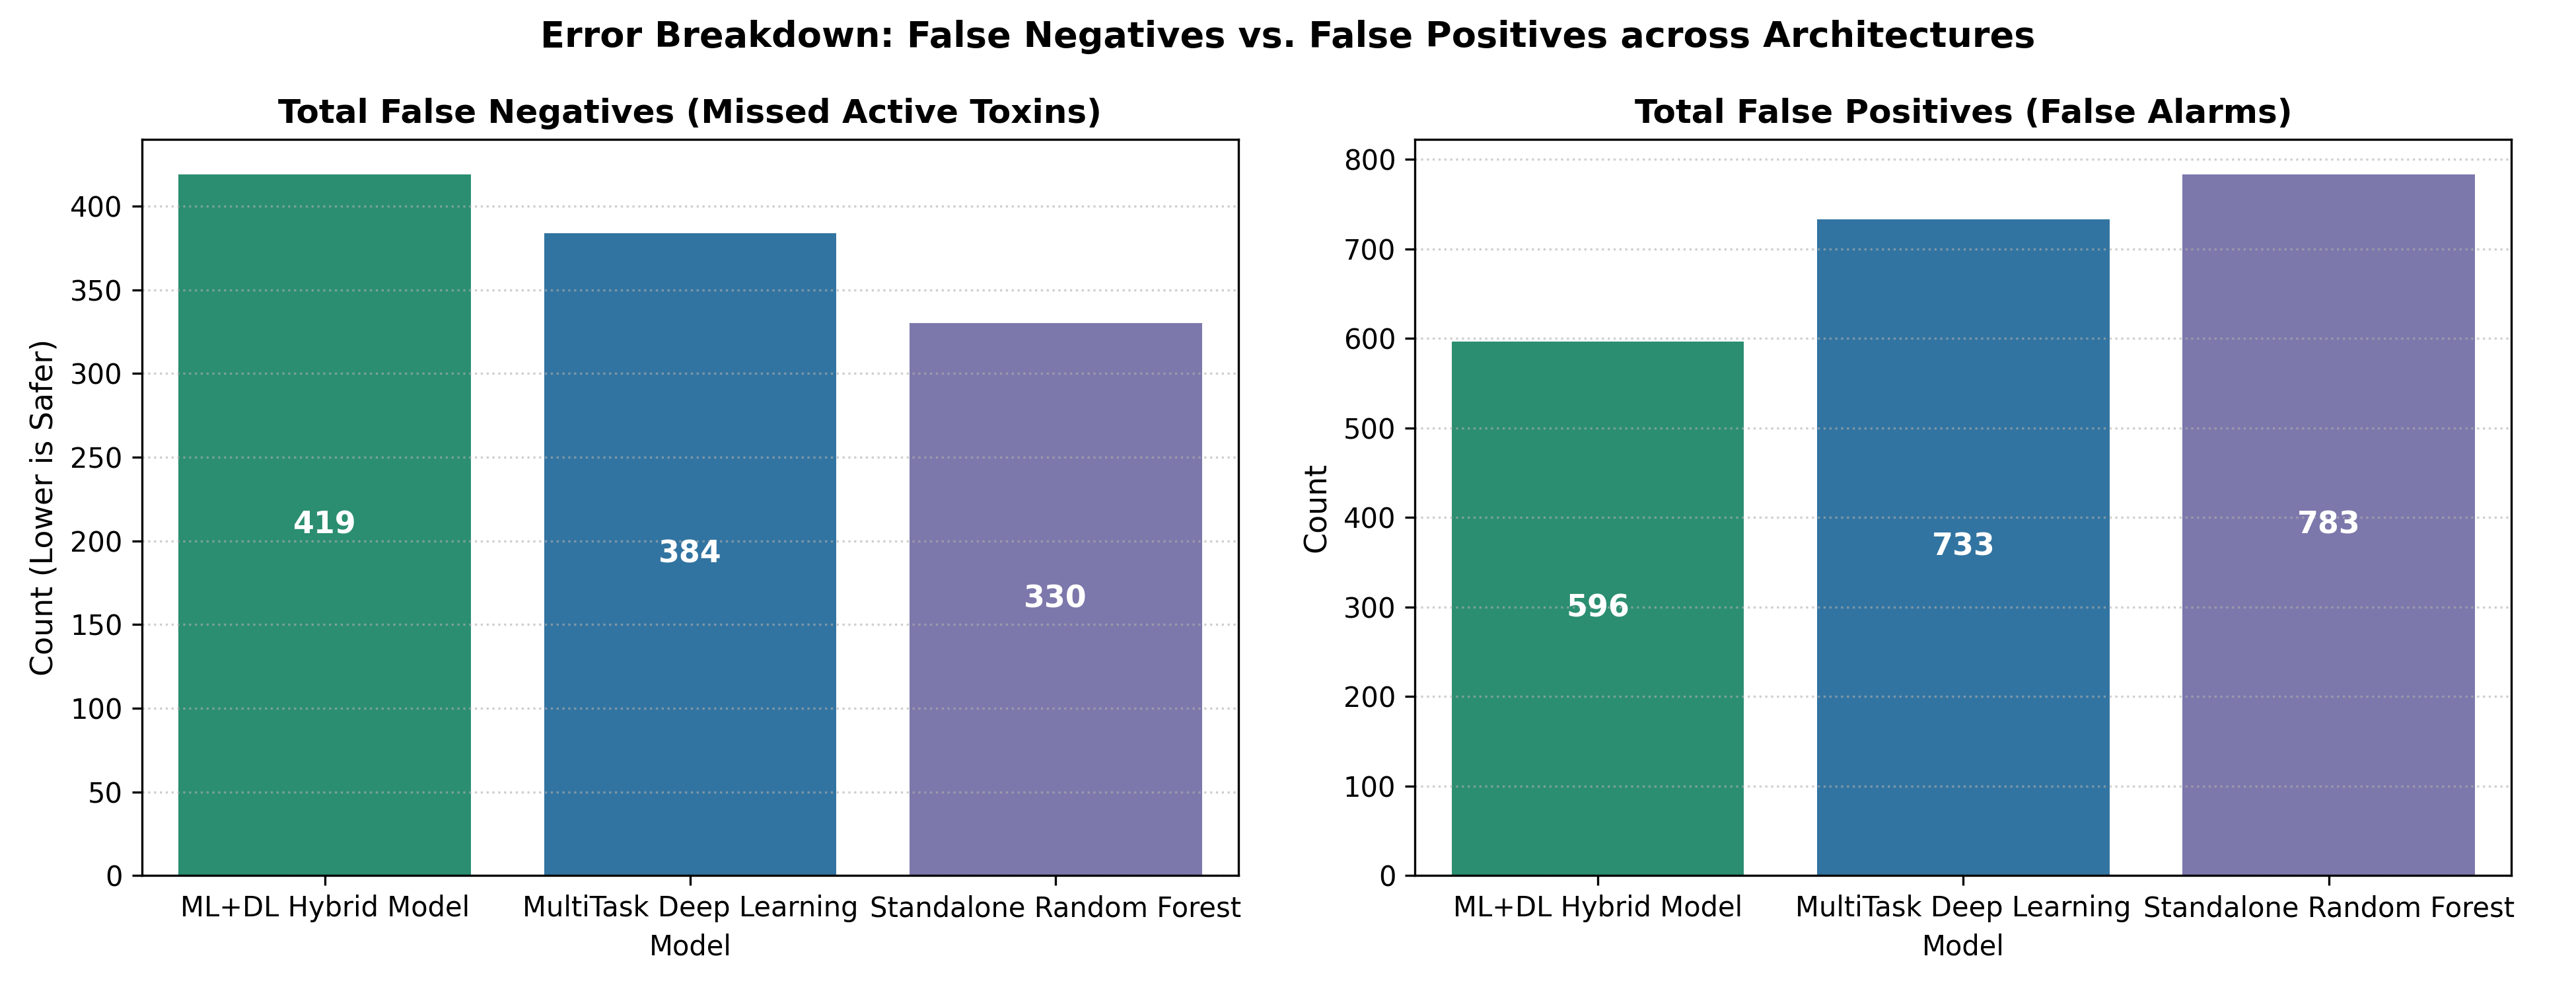 Error Breakdown: False Negatives vs. False Positives across Architectures
Total False Negatives (Missed Active Toxins)
Count (Lower is Safer)
400
350
300
250
200
150
100
50
0
419
384
330
ML+DL Hybrid Model
MultiTask Deep Learning
Standalone Random Forest
Model
Total False Positives (False Alarms)
Count
800
700
600
500
400
300
200
100
0
596
733
783
ML+DL Hybrid Model
MultiTask Deep Learning
Standalone Random Forest
Model